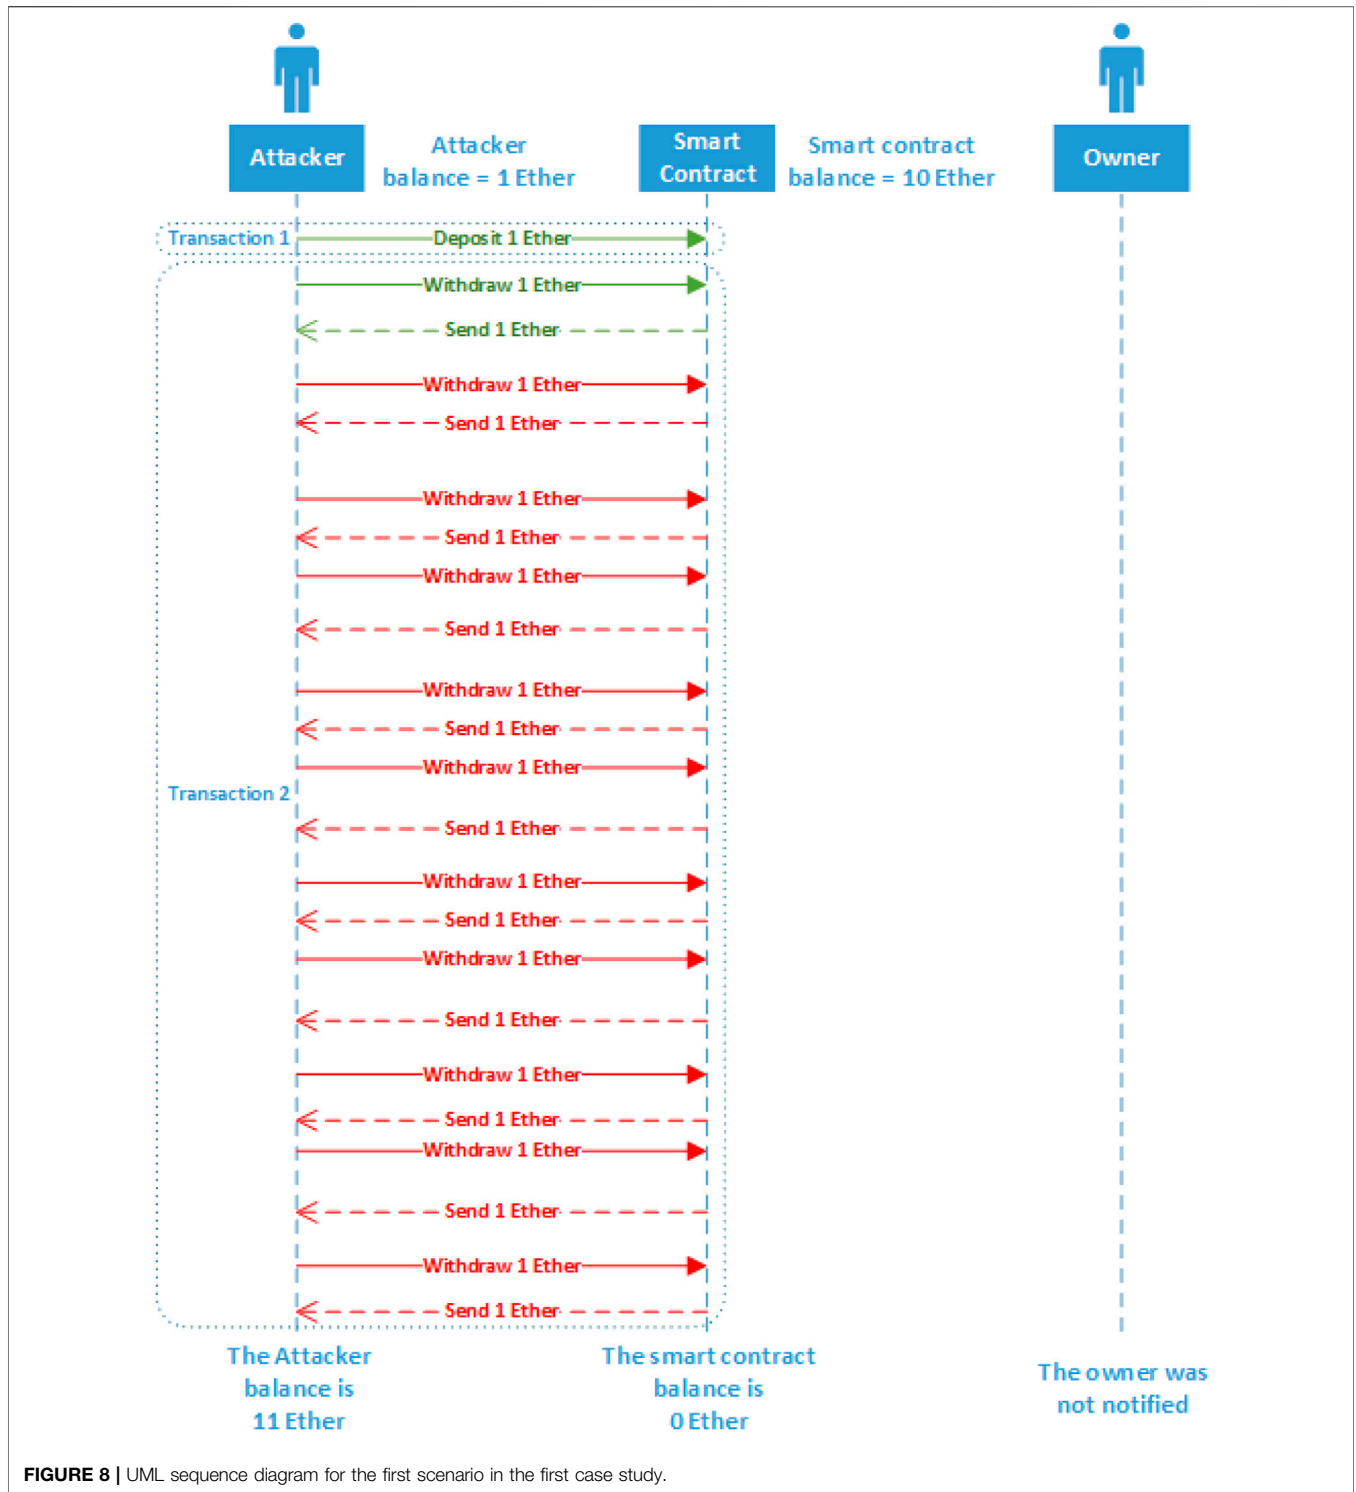 Attacker
Attacker
balance = 1 Ether
Smart
Contract
Smart contract
balance = 10 Ether
Owner
Transaction 1
Deposit 1 Ether
Withdraw 1 Ether
Send 1 Ether
Withdraw 1 Ether
Send 1 Ether
Withdraw 1 Ether
Send 1 Ether
Withdraw 1 Ether
Send 1 Ether
Withdraw 1 Ether
Send 1 Ether
Withdraw 1 Ether
Transaction 2
Send 1 Ether
Withdraw 1 Ether
Send 1 Ether
Withdraw 1 Ether
Send 1 Ether
Withdraw 1 Ether
Send 1 Ether
Withdraw 1 Ether
Send 1 Ether
Withdraw 1 Ether
Send 1 Ether
The Attacker
balance is
11 Ether
The smart contract
balance is
0 Ether
The owner was
not notified
FIGURE 8 | UML sequence diagram for the first scenario in the first case study.